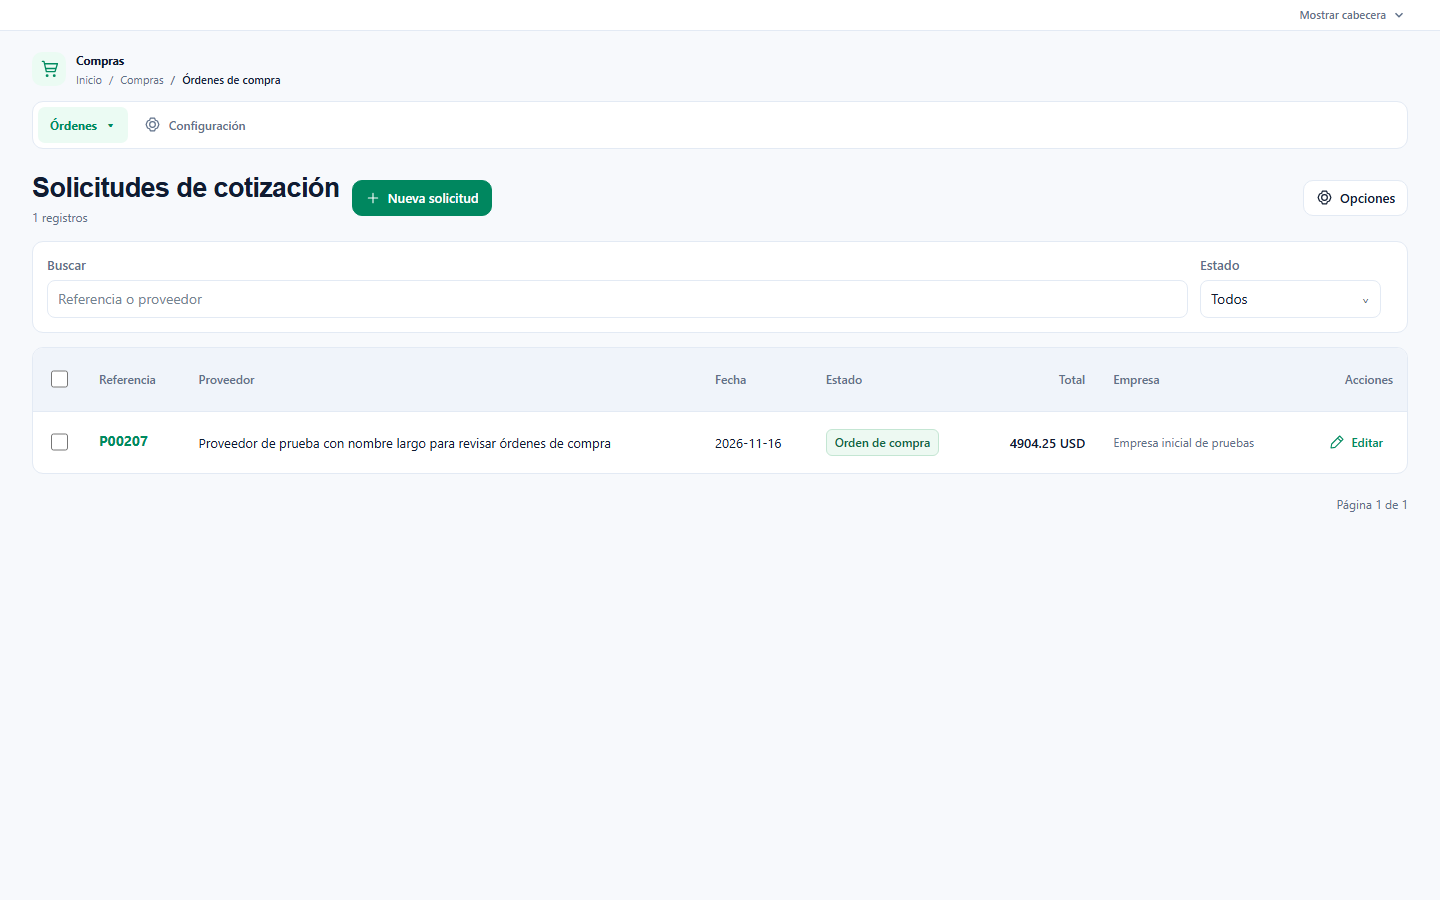 Mostrar cabecera
Compras
Inicio / Compras / Órdenes de compra
Órdenes
Configuración
Solicitudes de cotización
Nueva solicitud
Opciones
1 registros
Buscar
Estado
Referencia o proveedor
Todos
Referencia Proveedor Fecha Estado Total Empresa Acciones
P00207 Proveedor de prueba con nombre largo para revisar órdenes de compra 2026-11-16 Orden de compra 4904.25 USD Empresa inicial de pruebas Editar
Página 1 de 1